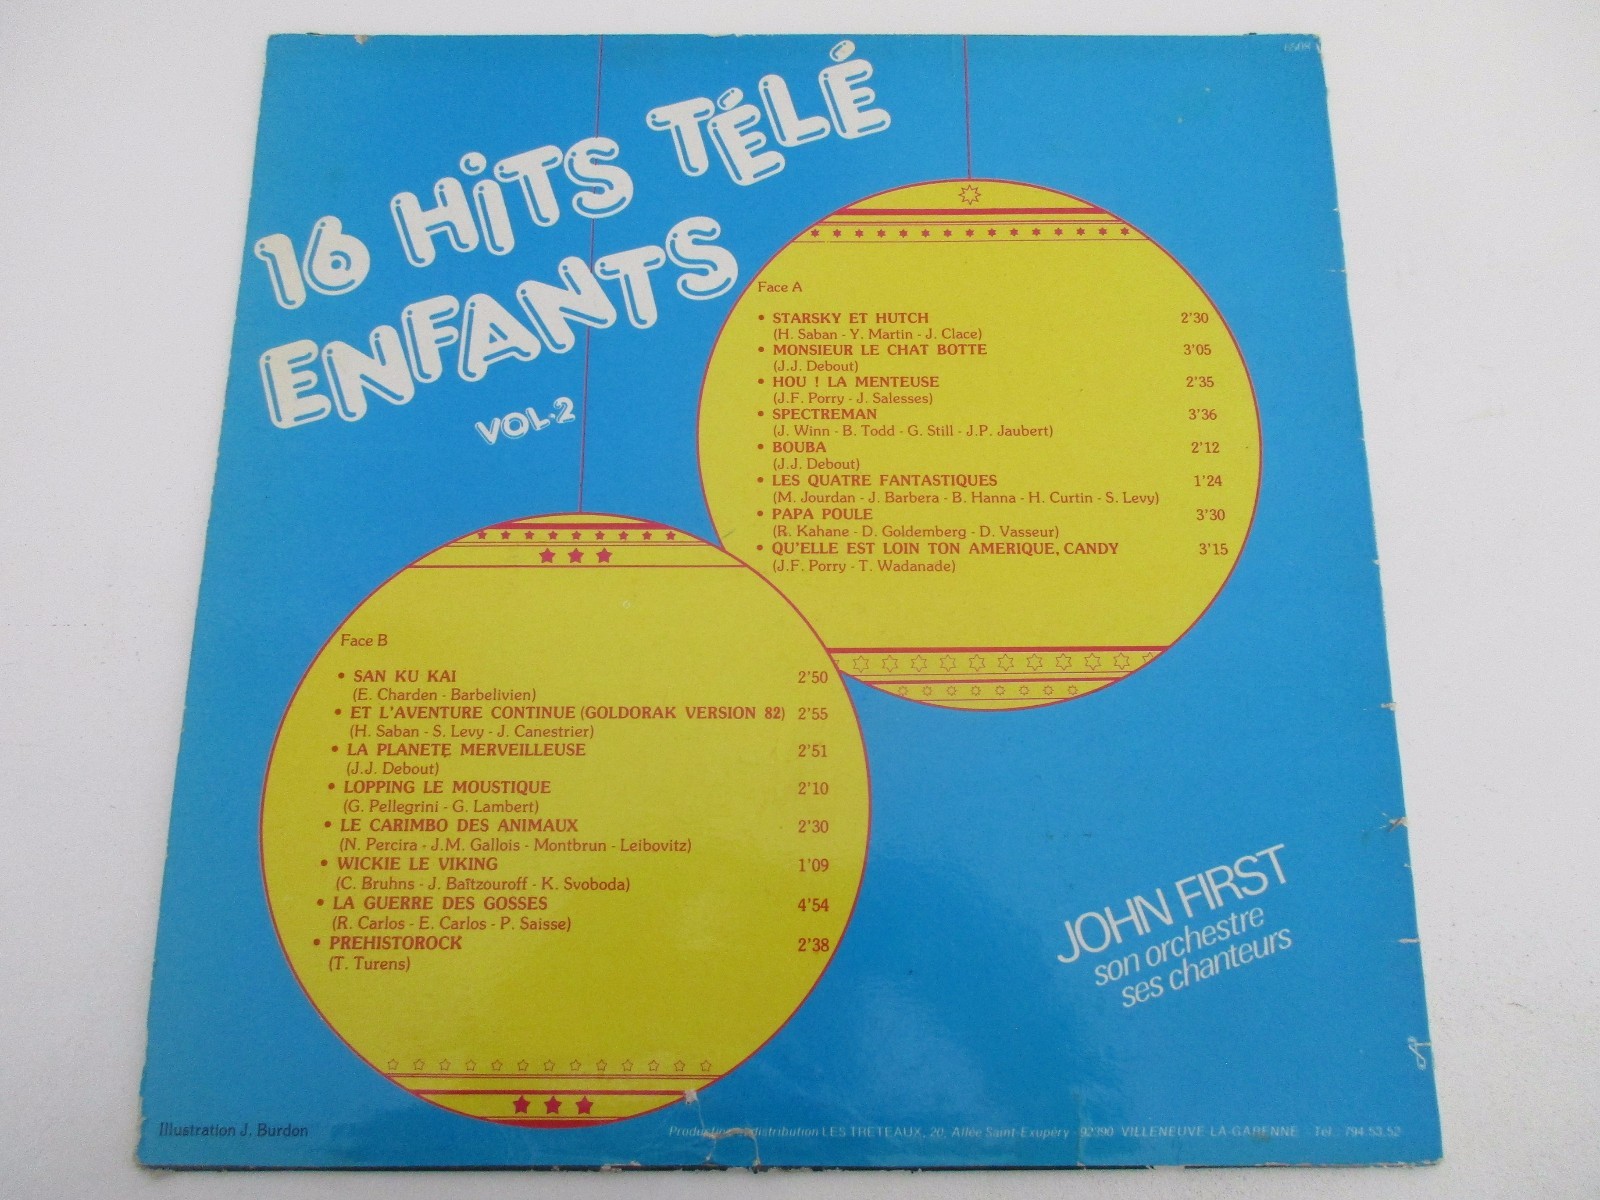 16 HiTS TÉLÉ
ENFANTS
VOL·2
Face A
• STARSKY ET HUTCH 2'30
(H. Saban - Y. Martin - J. Clace)
• MONSIEUR LE CHAT BOTTE 3'05
(J.J. Debout)
• HOU ! LA MENTEUSE 2'35
(J.F. Porry - J. Salesses)
• SPECTREMAN 3'36
(J. Winn - B. Todd - G. Still - J.P. Jaubert)
• BOUBA 2'12
(J.J. Debout)
• LES QUATRE FANTASTIQUES 1'24
(M. Jourdan - J. Barbera - B. Hanna - H. Curtin - S. Levy)
• PAPA POULE 3'30
(R. Kahane - D. Goldemberg - D. Vasseur)
• QU'ELLE EST LOIN TON AMERIQUE, CANDY 3'15
(J.F. Porry - T. Wadanade)
Face B
• SAN KU KAI 2'50
(E. Charden - Barbelivien)
• ET L'AVENTURE CONTINUE (GOLDORAK VERSION 82) 2'55
(H. Saban - S. Levy - J. Canestrier)
• LA PLANETE MERVEILLEUSE 2'51
(J.J. Debout)
• LOPPING LE MOUSTIQUE 2'10
(G. Pellegrini - G. Lambert)
• LE CARIMBO DES ANIMAUX 2'30
(N. Percira - J.M. Gallois - Montbrun - Leibovitz)
• WICKIE LE VIKING 1'09
(C. Bruhns - J. Baïtzouroff - K. Svoboda)
• LA GUERRE DES GOSSES 4'54
(R. Carlos - E. Carlos - P. Saisse)
• PREHISTOROCK 2'38
(T. Turens)
JOHN FIRST
son orchestre
ses chanteurs
Illustration J. Burdon
distribution LES TRETEAUX, 20, Allée Saint-Exupéry - 92390 VILLENEUVE-LA-GARENNE - Tél. : 794.53.52